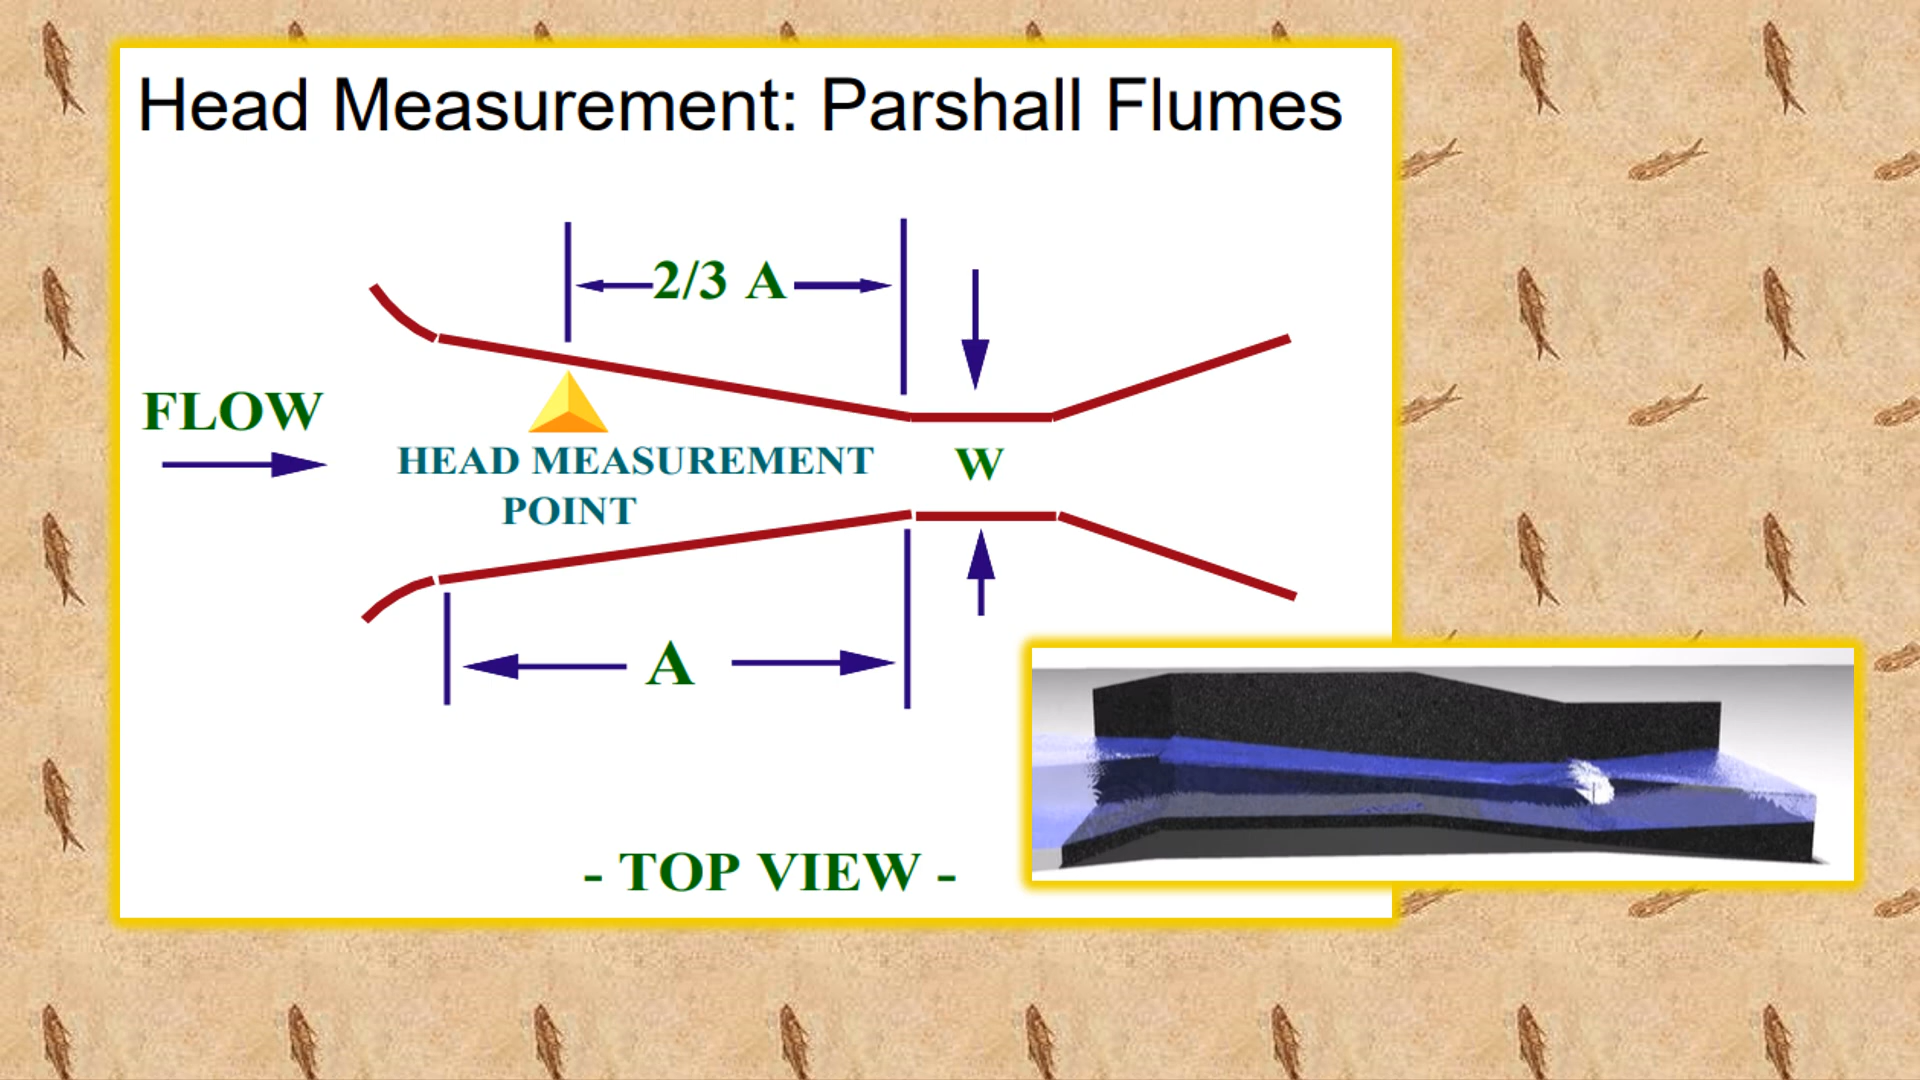 Head Measurement: Parshall Flumes
2/3 A
FLOW
HEAD MEASUREMENT
POINT
W
A
- TOP VIEW -